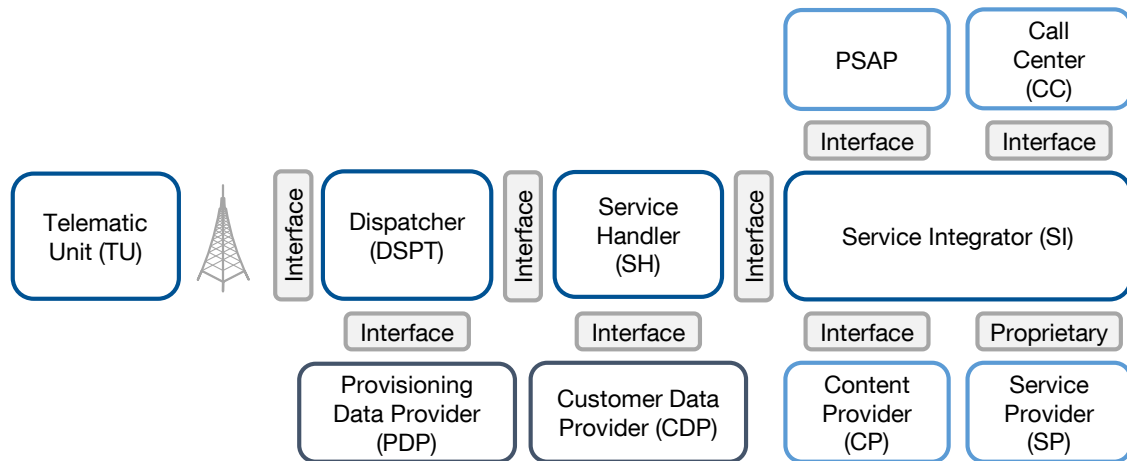 PSAP
Call
Center
(CC)
Interface
Interface
Telematic
Unit (TU)
Interface
Dispatcher
(DSPT)
Interface
Service
Handler
(SH)
Interface
Service Integrator (SI)
Interface
Interface
Interface
Proprietary
Provisioning
Data Provider
(PDP)
Customer Data
Provider (CDP)
Content
Provider
(CP)
Service
Provider
(SP)